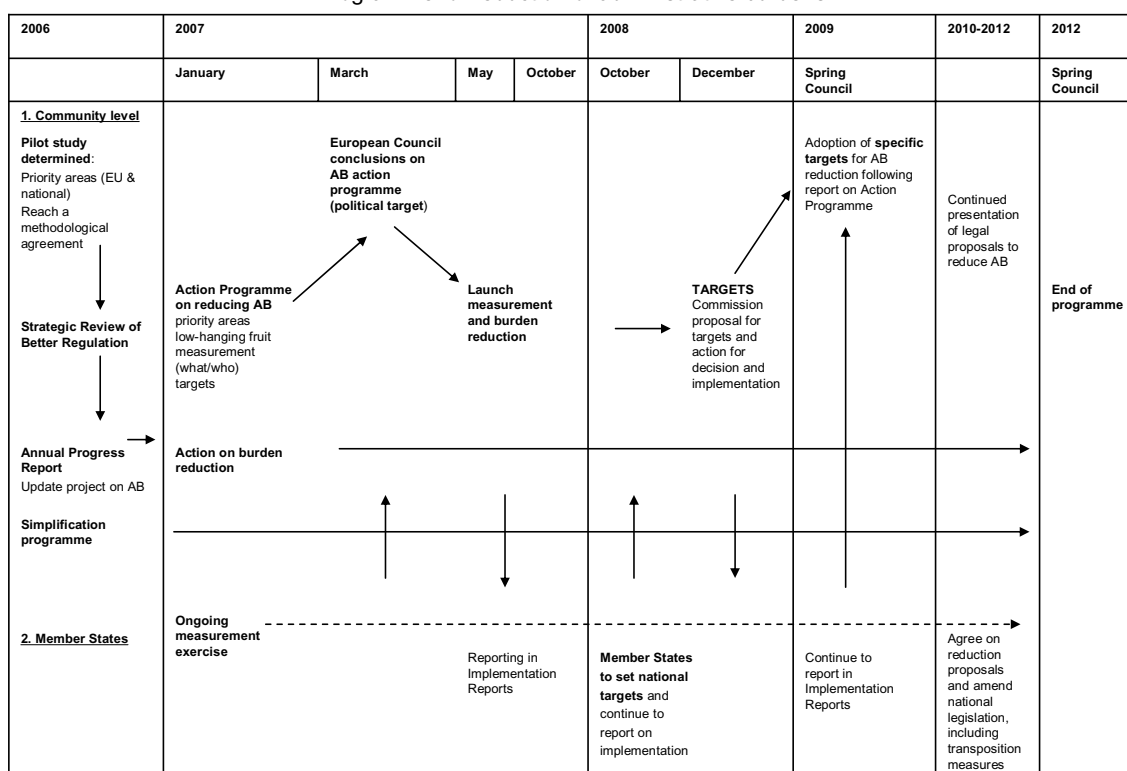 2006
2007
2008
2009
2010-2012
2012
January
March
May
October
October
December
Spring
Council
Spring
Council
1. Community level
Pilot study
determined:
Priority areas (EU &
national)
Reach a
methodological
agreement
Strategic Review of
Better Regulation
Annual Progress
Report
Update project on AB
Simplification
programme
Action Programme
on reducing AB
priority areas
low-hanging fruit
measurement
(what/who)
targets
Action on burden
reduction
European Council
conclusions on
AB action
programme
(political target)
Launch
measurement
and burden
reduction
TARGETS
Commission
proposal for
targets and
action for
decision and
implementation
Adoption of specific
targets for AB
reduction following
report on Action
Programme
Continued
presentation
of legal
proposals to
reduce AB
End of
programme
2. Member States
Ongoing
measurement
exercise
Reporting in
Implementation
Reports
Member States
to set national
targets and
continue to
report on
implementation
Continue to
report in
Implementation
Reports
Agree on
reduction
proposals
and amend
national
legislation,
including
transposition
measures